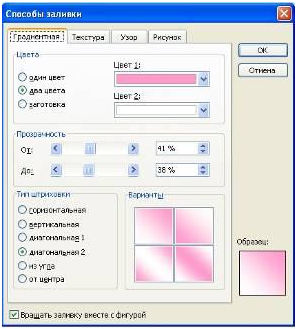 Способы заливки
Градиентная Текстура Узор Рисунок
ОК
Отмена
Цвета
один цвет
два цвета
заготовка
Цвет 1:
Цвет 2:
Прозрачность
От: 41 %
До: 38 %
Тип штриховки
горизонтальная
вертикальная
диагональная 1
диагональная 2
из угла
от центра
Варианты
Образец:
Вращать заливку вместе с фигурой